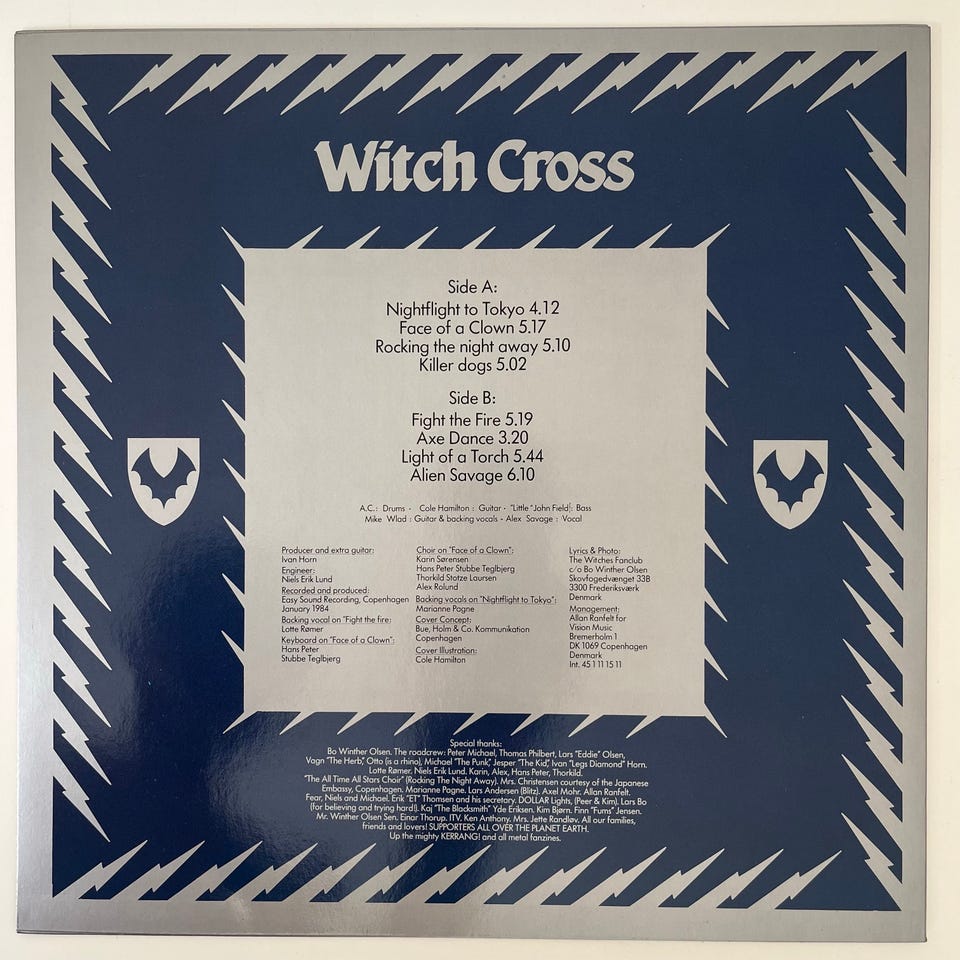 Witch Cross
Side A:
Nightflight to Tokyo 4.12
Face of a Clown 5.17
Rocking the night away 5.10
Killer dogs 5.02
Side B:
Fight the Fire 5.19
Axe Dance 3.20
Light of a Torch 5.44
Alien Savage 6.10
A.C.: Drums - Cole Hamilton : Guitar - "Little "John Field: Bass
Mike Wlad : Guitar & backing vocals - Alex Savage : Vocal
Producer and extra guitar:
Ivan Horn
Engineer:
Niels Erik Lund
Recorded and produced:
Easy Sound Recording, Copenhagen
January 1984
Backing vocal on "Fight the fire:
Lotte Rømer
Keyboard on "Face of a Clown":
Hans Peter
Stubbe Teglbjerg
Choir on "Face of a Clown":
Karin Sørensen
Hans Peter Stubbe Teglbjerg
Thorkild Stotze Laursen
Alex Rolund
Backing vocals on "Nightflight to Tokyo":
Marianne Pagne
Cover Concept:
Bue, Holm & Co. Kommunikation
Copenhagen
Cover Illustration:
Cole Hamilton
Lyrics & Photo:
The Witches Fanclub
c/o Bo Winther Olsen
Skovfogedvænget 33B
3300 Frederiksværk
Denmark
Management:
Allan Ranfelt for
Vision Music
Bremerholm 1
DK 1069 Copenhagen
Denmark
Int. 45 1 11 15 11
Special thanks:
Bo Winther Olsen. The roadcrew: Peter Michael, Thomas Philbert, Lars "Eddie" Olsen,
Vagn "The Herb", Otto (is a rhino), Michael "The Punk", Jesper "The Kid", Ivan "Legs Diamond" Horn,
Lotte Rømer. Niels Erik Lund. Karin, Alex, Hans Peter, Thorkild.
"The All Time All Stars Choir" (Rocking The Night Away). Mrs. Christensen courtesy of the Japanese
Embassy, Copenhagen. Marianne Pagne. Lars Andersen (Blitz). Axel Mohr. Allan Ranfelt.
Fear, Niels and Michael. Erik "ET" Thomsen and his secretary. DOLLAR Lights, (Peer & Kim). Lars Bo
(for believing and trying hard!). Kaj "The Blacksmith" Yde Eriksen. Kim Bjørn. Finn "Fums" Jensen.
Mr. Winther Olsen Sen. Einar Thorup. ITV. Ken Anthony. Mrs. Jette Randløv. All our families,
friends and lovers! SUPPORTERS ALL OVER THE PLANET EARTH.
Up the mighty KERRANG! and all metal fanzines.